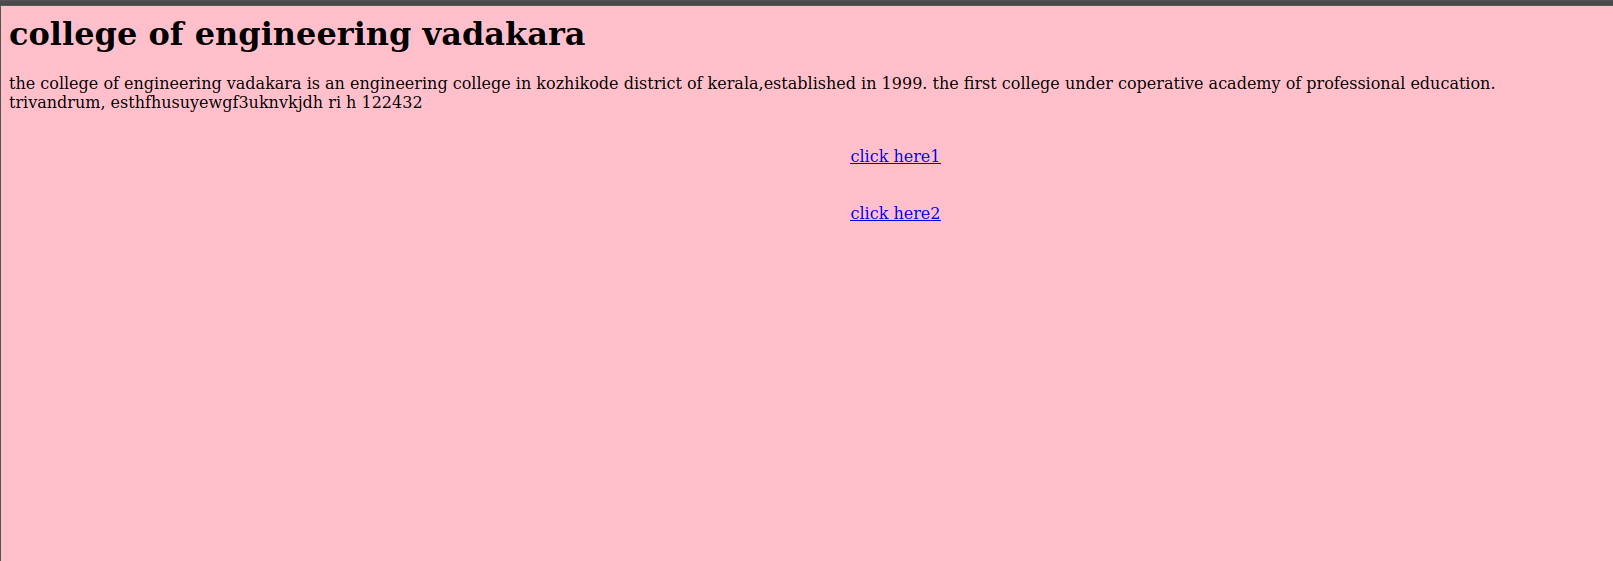 college of engineering vadakara
the college of engineering vadakara is an engineering college in kozhikode district of kerala,established in 1999. the first college under coperative academy of professional education.
trivandrum, esthfhusuyewgf3uknvkjdh ri h 122432
click here1
click here2